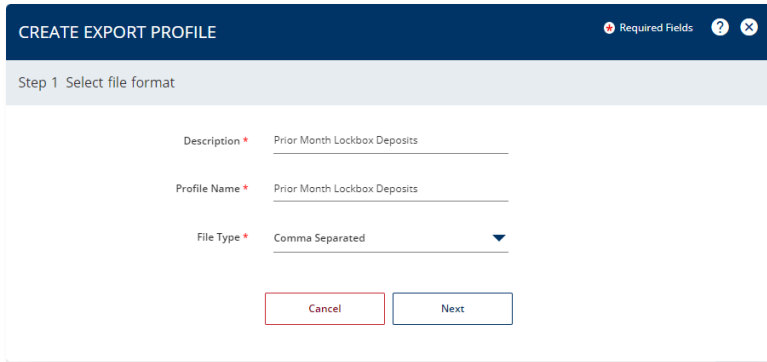 CREATE EXPORT PROFILE
* Required Fields ?
Step 1 Select file format
Description * Prior Month Lockbox Deposits
Profile Name * Prior Month Lockbox Deposits
File Type * Comma Separated
Cancel Next